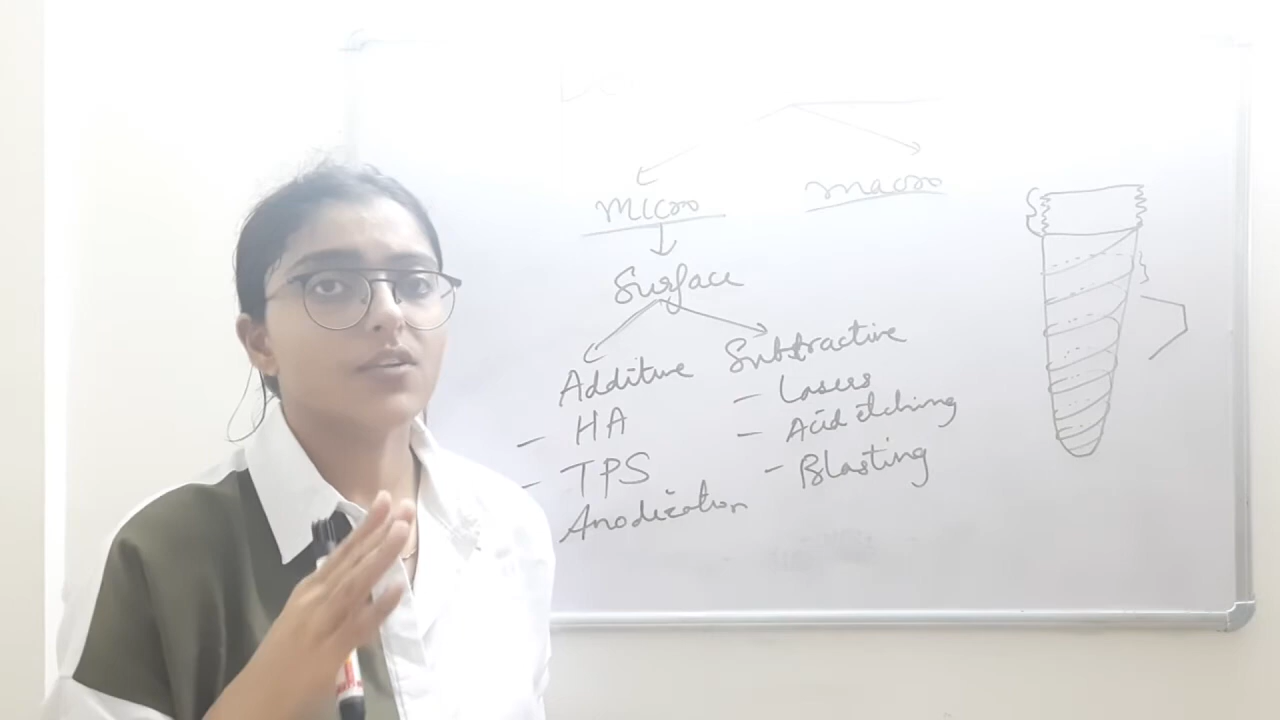 Micro
macro
Surface
Additive
Subtractive
- HA
- Lasers
- TPS
- Acid etching
Anodization
- Blasting